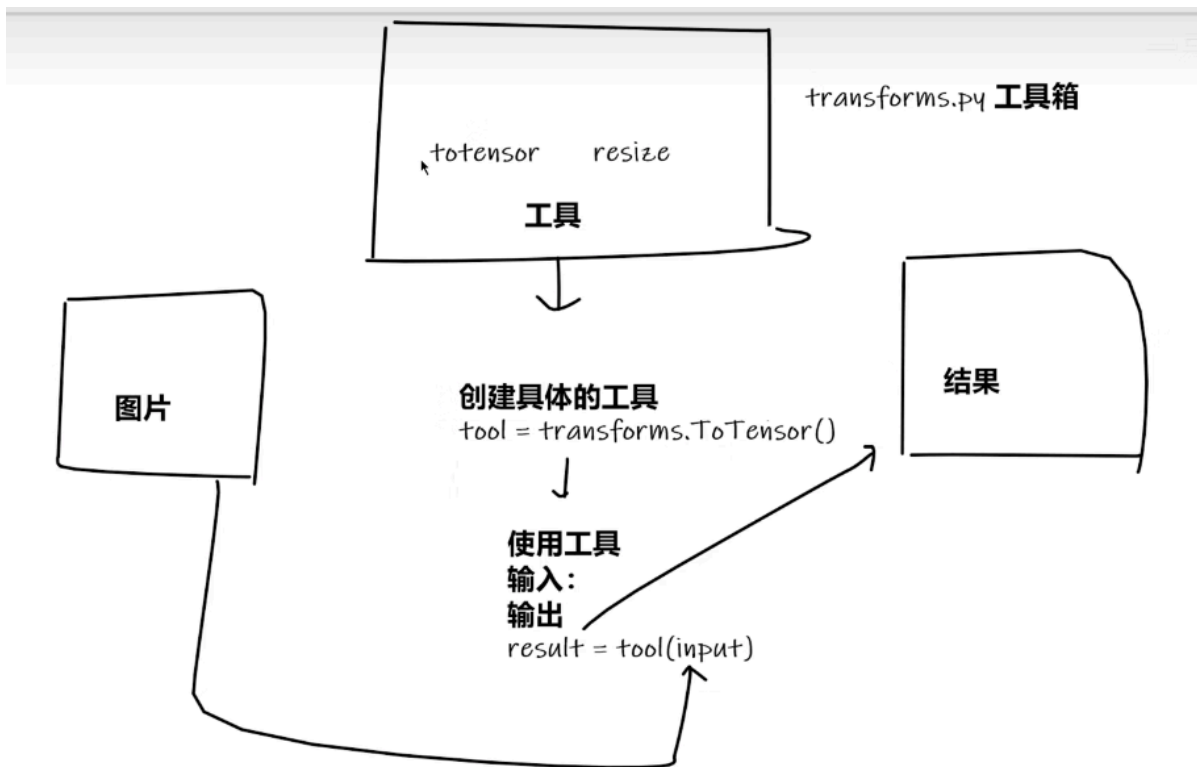 transforms.py 工具箱
totensor resize
工具
图片
创建具体的工具
tool = transforms.ToTensor()
结果
使用工具
输入：
输出
result = tool(input)